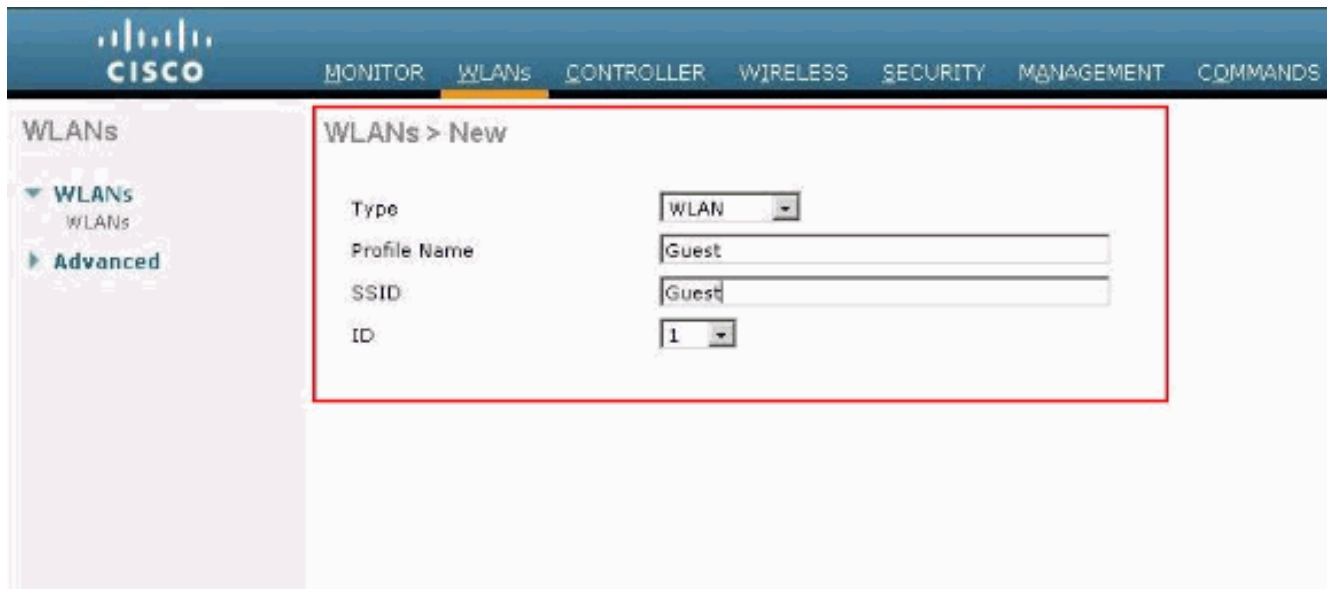 CISCO
MONITOR WLANs CONTROLLER WIRELESS SECURITY MANAGEMENT COMMANDS
WLANs
WLANs
WLANs
Advanced
WLANs > New
Type WLAN
Profile Name Guest
SSID Guest
ID 1